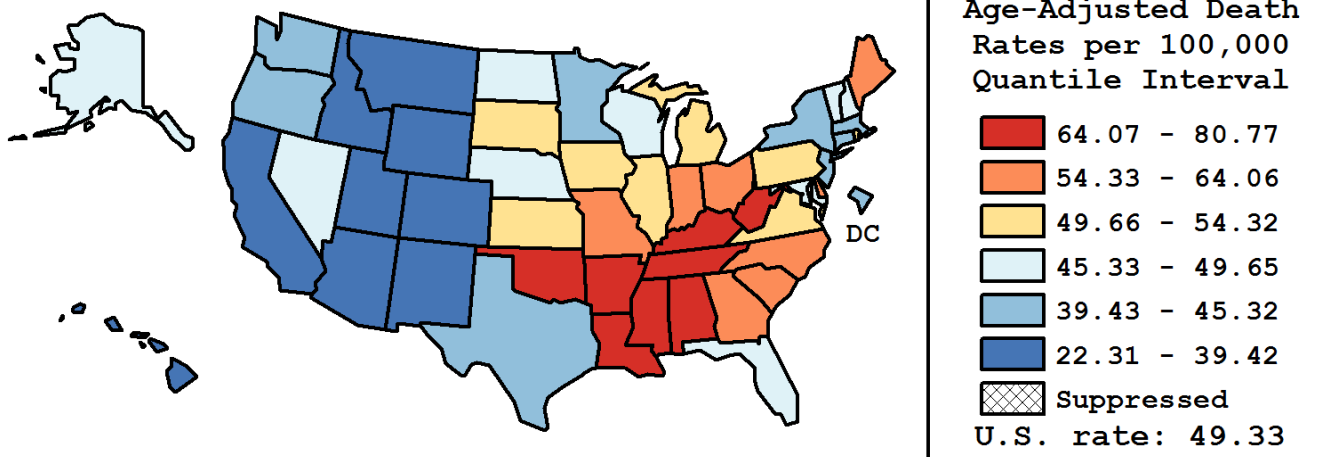 Age-Adjusted Death
Rates per 100,000
Quantile Interval
64.07 - 80.77
54.33 - 64.06
49.66 - 54.32
45.33 - 49.65
39.43 - 45.32
22.31 - 39.42
Suppressed
U.S. rate: 49.33
DC